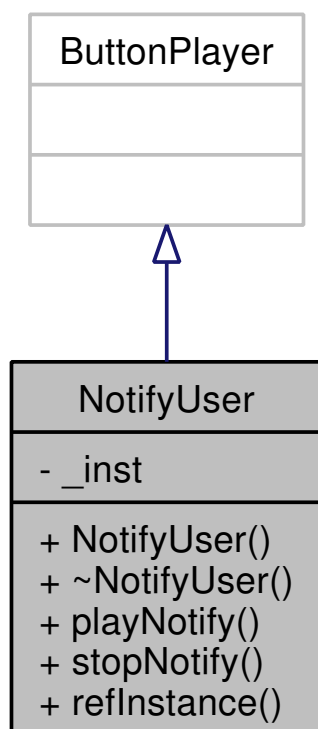 ButtonPlayer
NotifyUser
- _inst
+ NotifyUser()
+ ~NotifyUser()
+ playNotify()
+ stopNotify()
+ refInstance()